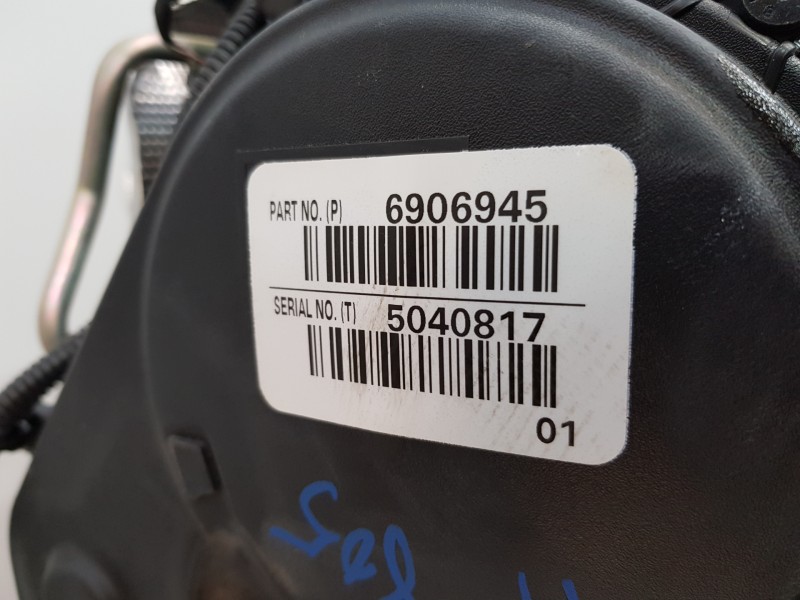 PART NO. (P) 6906945
SERIAL NO. (T) 5040817
01